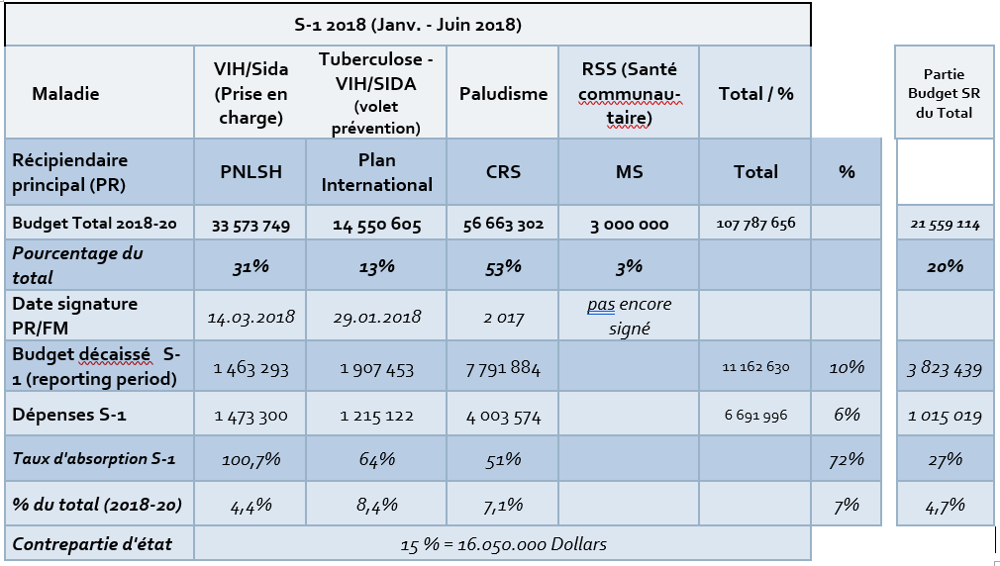 S-1 2018 (Janv. - Juin 2018)
Maladie
VIH/Sida
(Prise en
charge)
Tuberculose -
VIH/SIDA
(volet
prévention)
Paludisme
RSS (Santé
communau-
taire)
Total / %
Partie
Budget SR
du Total
Récipiendaire
principal (PR)
PNLSH
Plan
International
CRS
MS
Total
%
Budget Total 2018-20
33 573 749
14 550 605
56 663 302
3 000 000
107 787 656
21 559 114
Pourcentage du
total
31%
13%
53%
3%
20%
Date signature
PR/FM
14.03.2018
29.01.2018
2 017
pas encore
signé
Budget décaissé S-
1 (reporting period)
1 463 293
1 907 453
7 791 884
11 162 630
10%
3 823 439
Dépenses S-1
1 473 300
1 215 122
4 003 574
6 691 996
6%
1 015 019
Taux d'absorption S-1
100,7%
64%
51%
72%
27%
% du total (2018-20)
4,4%
8,4%
7,1%
7%
4,7%
Contrepartie d'état
15 % = 16.050.000 Dollars